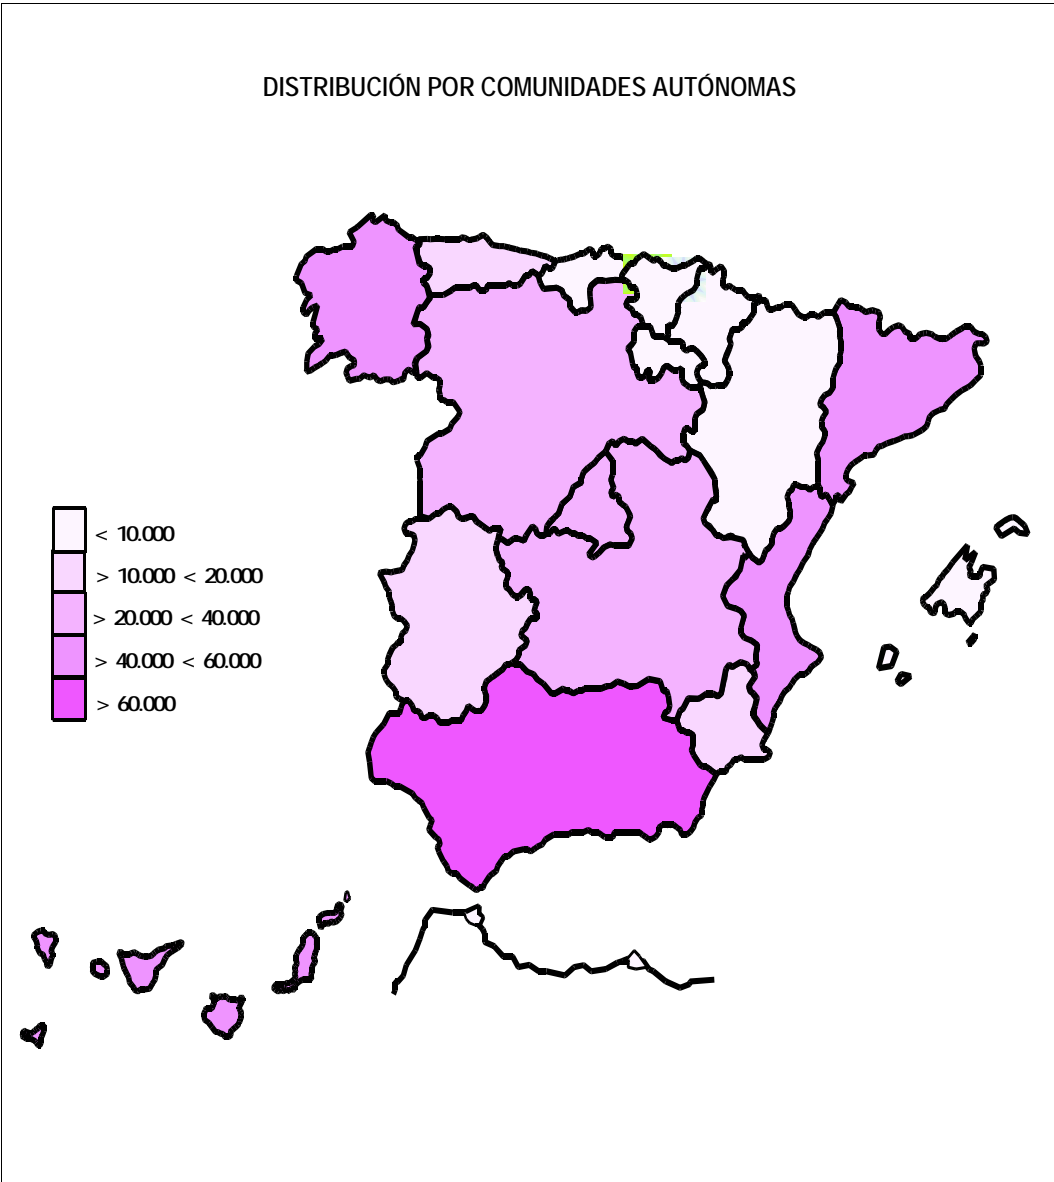 DISTRIBUCIÓN POR COMUNIDADES AUTÓNOMAS
< 10.000
> 10.000 < 20.000
> 20.000 < 40.000
> 40.000 < 60.000
> 60.000